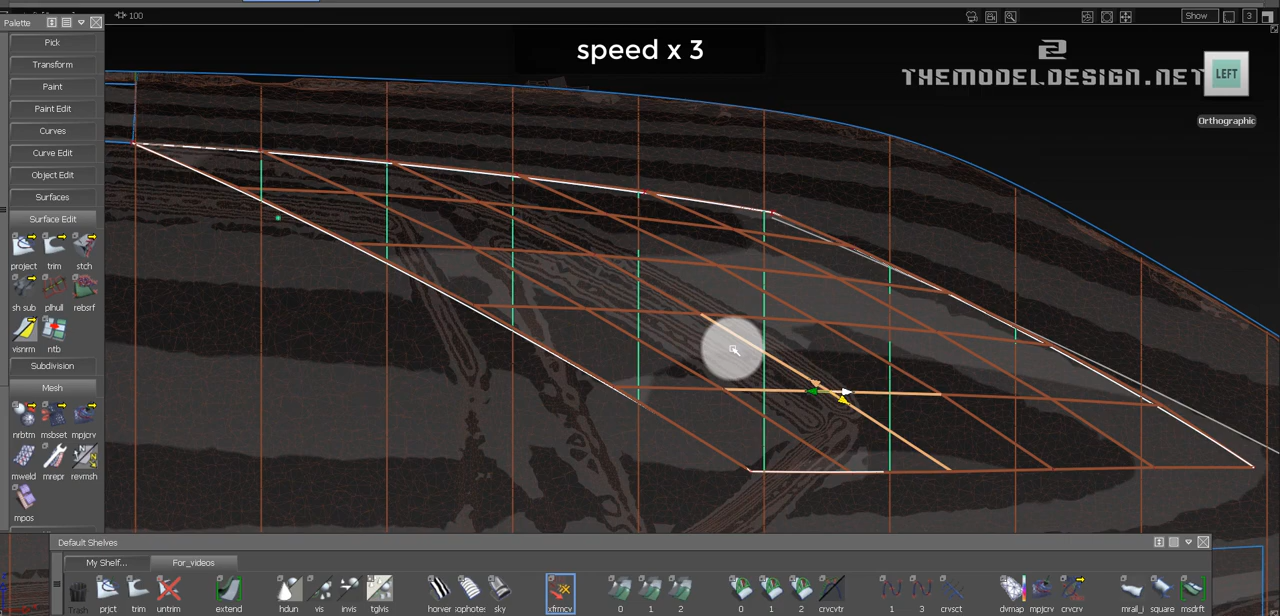 100
Show
3
Palette
speed x 3
THEMODELDESIGN.NET
LEFT
Orthographic
Pick
Transform
Paint
Paint Edit
Curves
Curve Edit
Object Edit
Surfaces
Surface Edit
project trim stch
sh sub plhull rebsrf
visnrm ntb
Subdivision
Mesh
nrbtm msbset mpjcrv
mweld mrepr revmsh
mpos
Default Shelves
My Shelf... For_videos
Trash prjct trim untrim extend hdun vis invis tglvis horver sky xfrmcv 0 1 2 0 1 2 crvcvtr 1 3 crvsct dvmap mpjcrv crvcrv mrail_i square msdrft